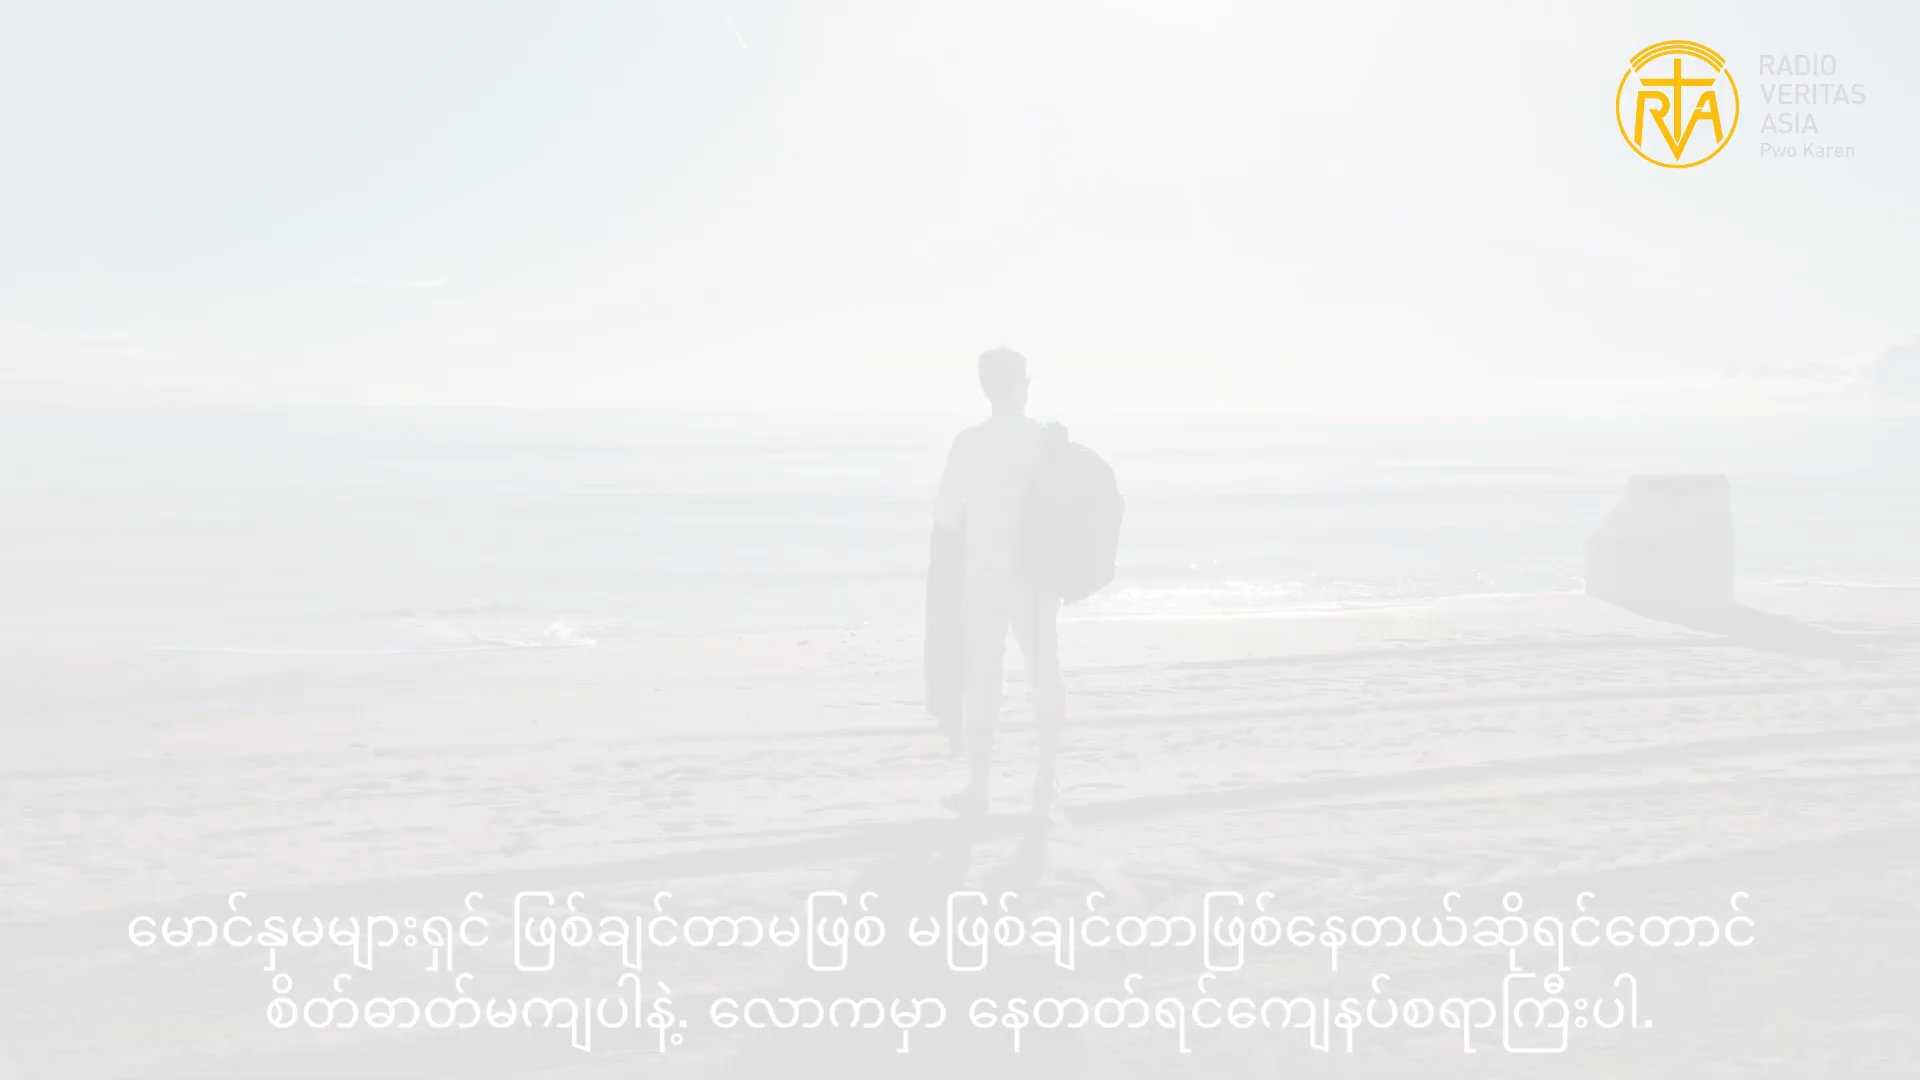 RTVA
RADIO
VERITAS
ASIA
Pwo Karen
မောင်နှမများရှင် ဖြစ်ချင်တာမဖြစ် မဖြစ်ချင်တာဖြစ်နေတယ်ဆိုရင်တောင်
စိတ်ဓာတ်မကျပါနဲ့. လောကမှာ နေတတ်ရင်ကျေနပ်စရာကြီးပါ.